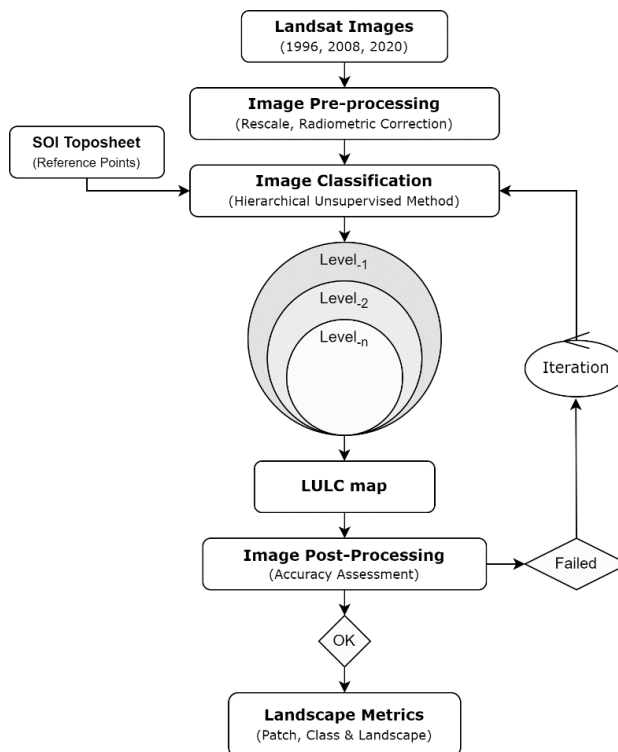 Landsat Images
(1996, 2008, 2020)
Image Pre-processing
(Rescale, Radiometric Correction)
SOI Toposheet
(Reference Points)
Image Classification
(Hierarchical Unsupervised Method)
Level-1
Level-2
Level-n
Iteration
LULC map
Image Post-Processing
(Accuracy Assessment)
Failed
OK
Landscape Metrics
(Patch, Class & Landscape)